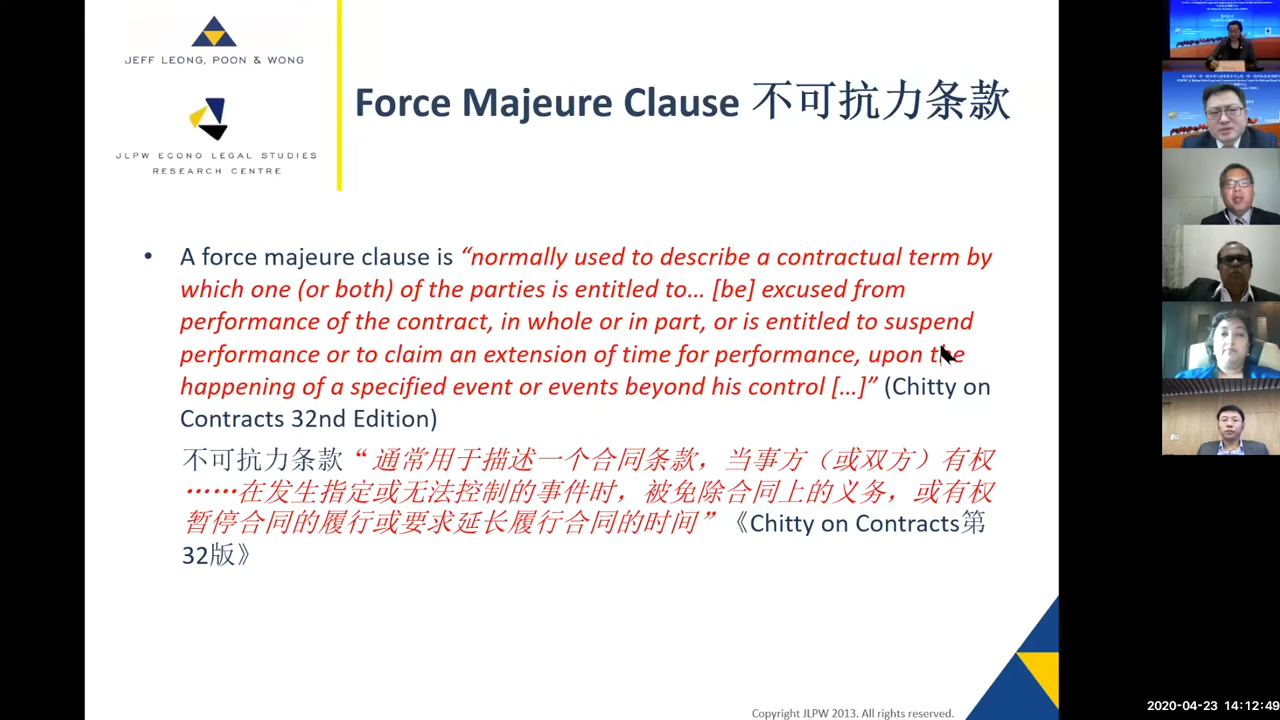 JEFF LEONG, POON & WONG
JLPW ECONO LEGAL STUDIES
RESEARCH CENTRE
Force Majeure Clause 不可抗力条款
• A force majeure clause is “normally used to describe a contractual term by
which one (or both) of the parties is entitled to… [be] excused from
performance of the contract, in whole or in part, or is entitled to suspend
performance or to claim an extension of time for performance, upon the
happening of a specified event or events beyond his control […]” (Chitty on
Contracts 32nd Edition)
不可抗力条款“通常用于描述一个合同条款，当事方（或双方）有权
……在发生指定或无法控制的事件时，被免除合同上的义务，或有权
暂停合同的履行或要求延长履行合同的时间”《Chitty on Contracts第
32版》
Copyright JLPW 2013. All rights reserved.
2020-04-23 14:12:49